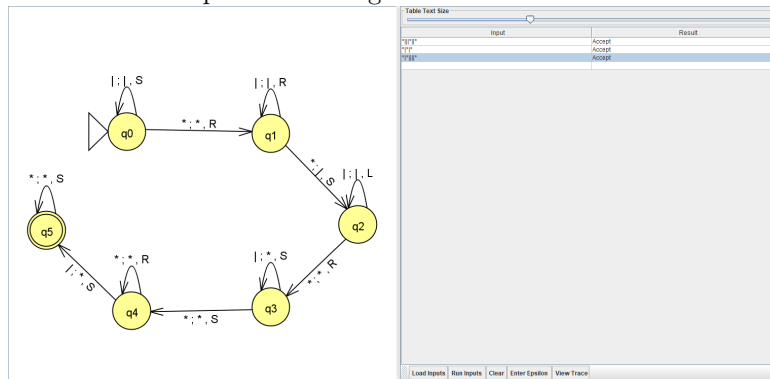 Table Text Size
Input Result
*||*||* Accept
*|*|* Accept
| ; | , S
| ; | , R
q0
* ; * , R
q1
* ; | , S
| ; | , L
* ; * , S
q5
q2
* ; * , R
| ; * , S
| ; * , S
* ; * , R
q4
* ; * , S
q3
Accept
Load Inputs Run Inputs Clear Enter Epsilon View Trace